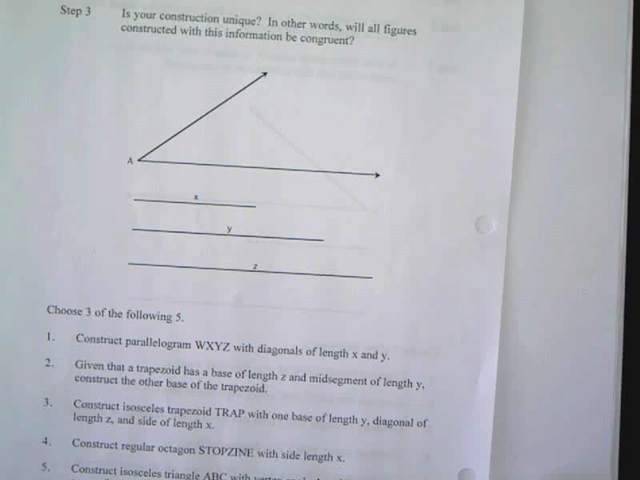 Step 3 Is your construction unique? In other words, will all figures
constructed with this information be congruent?
A
x
y
z
Choose 3 of the following 5.
1. Construct parallelogram WXYZ with diagonals of length x and y.
2. Given that a trapezoid has a base of length z and midsegment of length y,
construct the other base of the trapezoid.
3. Construct isosceles trapezoid TRAP with one base of length y, diagonal of
length z, and side of length x.
4. Construct regular octagon STOPZINE with side length x.
5. Construct isosceles triangle ABC with